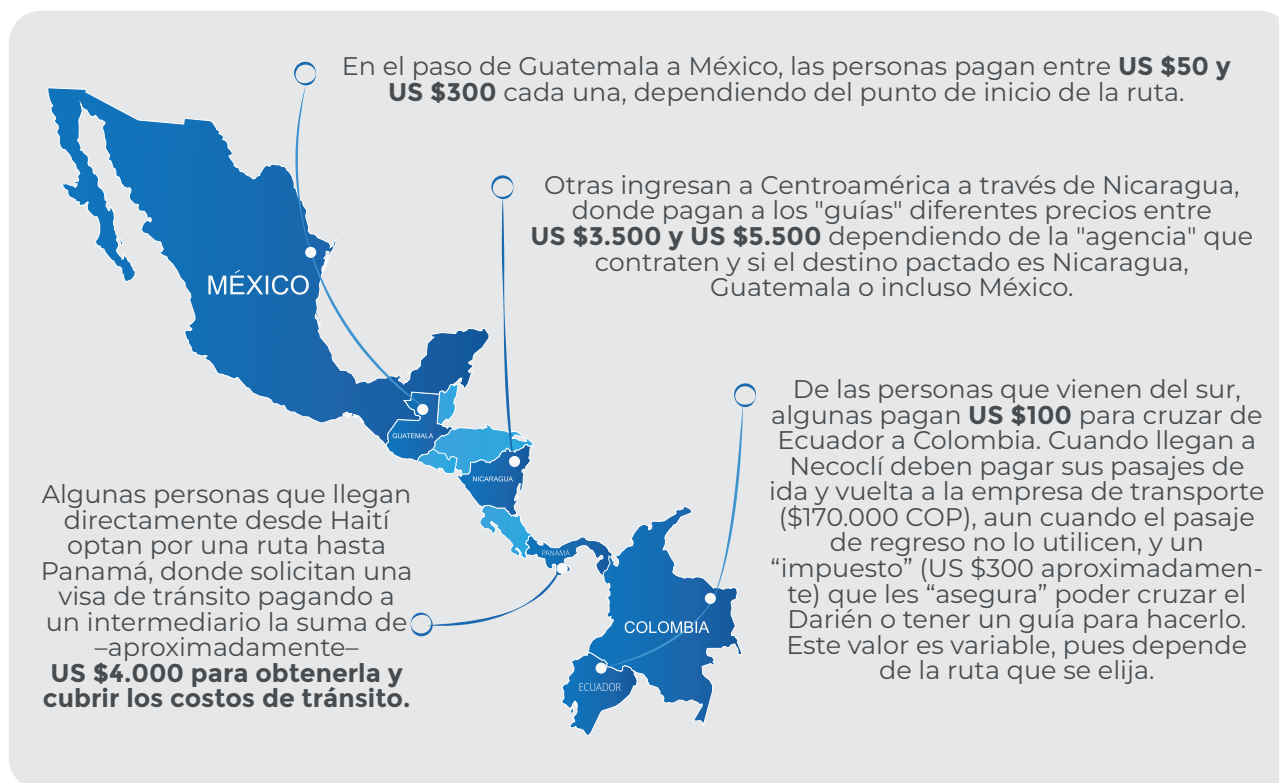 En el paso de Guatemala a México, las personas pagan entre US $50 y
US $300 cada una, dependiendo del punto de inicio de la ruta.
Otras ingresan a Centroamérica a través de Nicaragua,
donde pagan a los "guías" diferentes precios entre
US $3.500 y US $5.500 dependiendo de la "agencia" que
contraten y si el destino pactado es Nicaragua,
Guatemala o incluso México.
MÉXICO
GUATEMALA
NICARAGUA
PANAMÁ
COLOMBIA
ECUADOR
De las personas que vienen del sur,
algunas pagan US $100 para cruzar de
Ecuador a Colombia. Cuando llegan a
Necoclí deben pagar sus pasajes de
ida y vuelta a la empresa de transporte
($170.000 COP), aun cuando el pasaje
de regreso no lo utilicen, y un
“impuesto” (US $300 aproximadamen-
te) que les “asegura” poder cruzar el
Darién o tener un guía para hacerlo.
Este valor es variable, pues depende
de la ruta que se elija.
Algunas personas que llegan
directamente desde Haití
optan por una ruta hasta
Panamá, donde solicitan una
visa de tránsito pagando a
un intermediario la suma de
–aproximadamente–
US $4.000 para obtenerla y
cubrir los costos de tránsito.